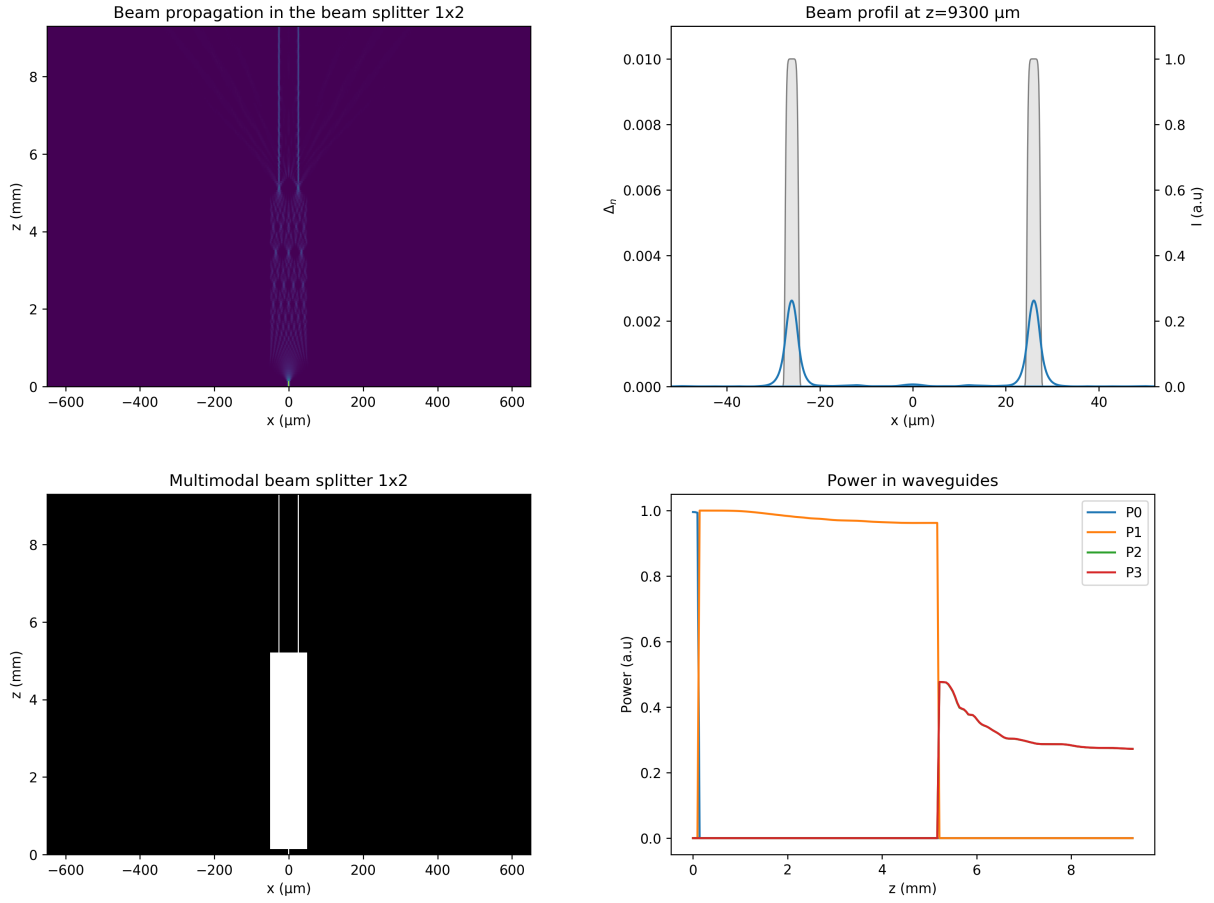 Beam propagation in the beam splitter 1x2
8
6
4
2
0
z (mm)
−600 −400 −200 0 200 400 600
x (μm)
Beam profil at z=9300 μm
0.010
0.008
0.006
0.004
0.002
0.000
Δn
1.0
0.8
0.6
0.4
0.2
0.0
I (a.u)
−40 −20 0 20 40
x (μm)
Multimodal beam splitter 1x2
8
6
4
2
0
z (mm)
−600 −400 −200 0 200 400 600
x (μm)
Power in waveguides
1.0
0.8
0.6
0.4
0.2
0.0
Power (a.u)
P0
P1
P2
P3
0 2 4 6 8
z (mm)